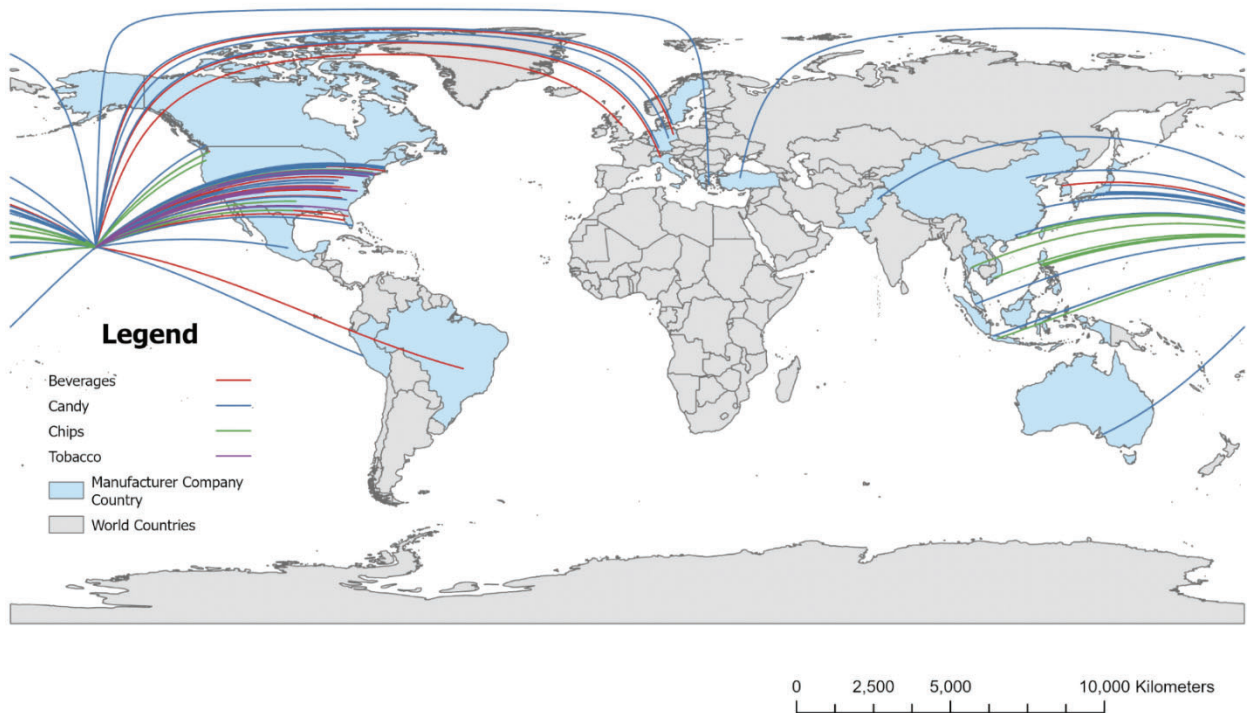 Legend
Beverages
Candy
Chips
Tobacco
Manufacturer Company
Country
World Countries
0 2,500 5,000 10,000 Kilometers